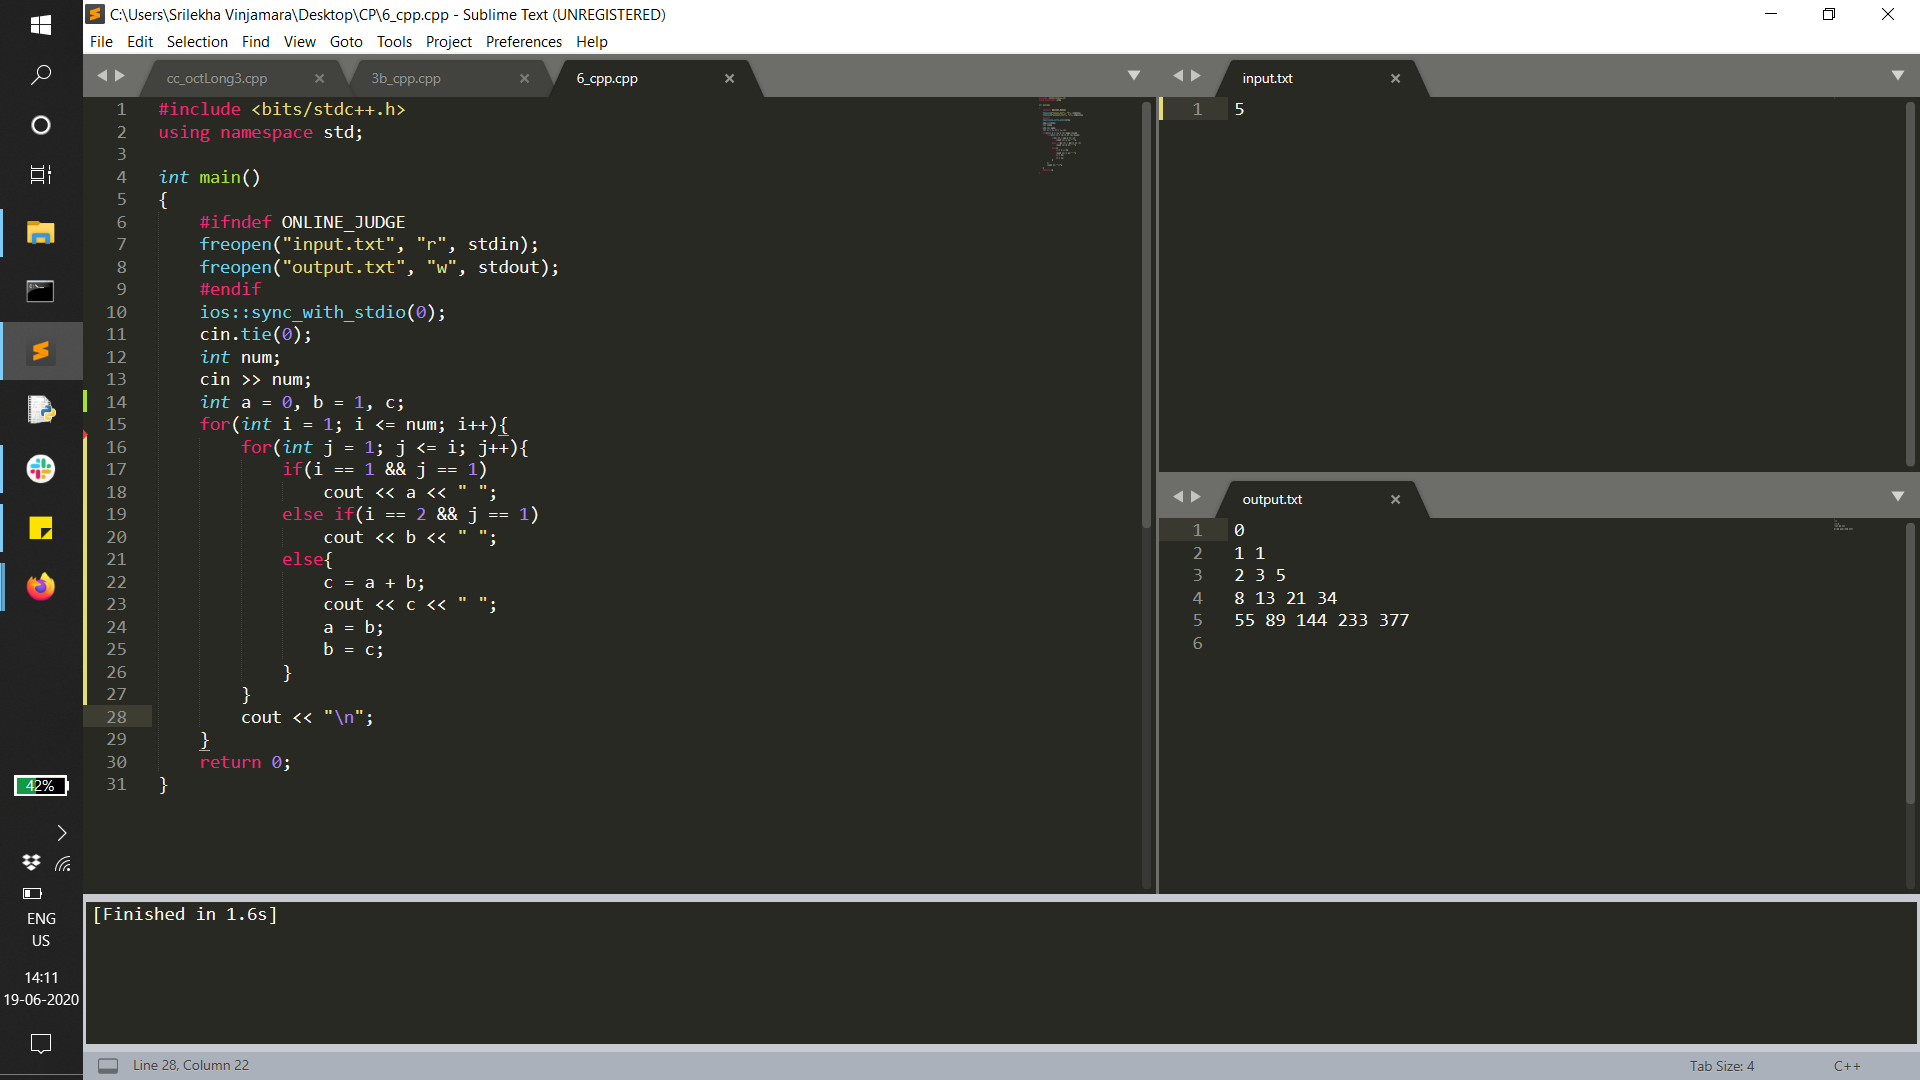 C:\Users\Srilekha Vinjamara\Desktop\CP\6_cpp.cpp - Sublime Text (UNREGISTERED)
File Edit Selection Find View Goto Tools Project Preferences Help
cc_octLong3.cpp 3b_cpp.cpp 6_cpp.cpp
1 #include <bits/stdc++.h>
2 using namespace std;
3
4 int main()
5 {
6     #ifndef ONLINE_JUDGE
7     freopen("input.txt", "r", stdin);
8     freopen("output.txt", "w", stdout);
9     #endif
10     ios::sync_with_stdio(0);
11     cin.tie(0);
12     int num;
13     cin >> num;
14     int a = 0, b = 1, c;
15     for(int i = 1; i <= num; i++){
16         for(int j = 1; j <= i; j++){
17             if(i == 1 && j == 1)
18                 cout << a << " ";
19             else if(i == 2 && j == 1)
20                 cout << b << " ";
21             else{
22                 c = a + b;
23                 cout << c << " ";
24                 a = b;
25                 b = c;
26             }
27         }
28         cout << "\n";
29     }
30     return 0;
31 }
input.txt
1 5
output.txt
1 0
2 1 1
3 2 3 5
4 8 13 21 34
5 55 89 144 233 377
6
[Finished in 1.6s]
42%
ENG
US
14:11
19-06-2020
Line 28, Column 22
Tab Size: 4
C++